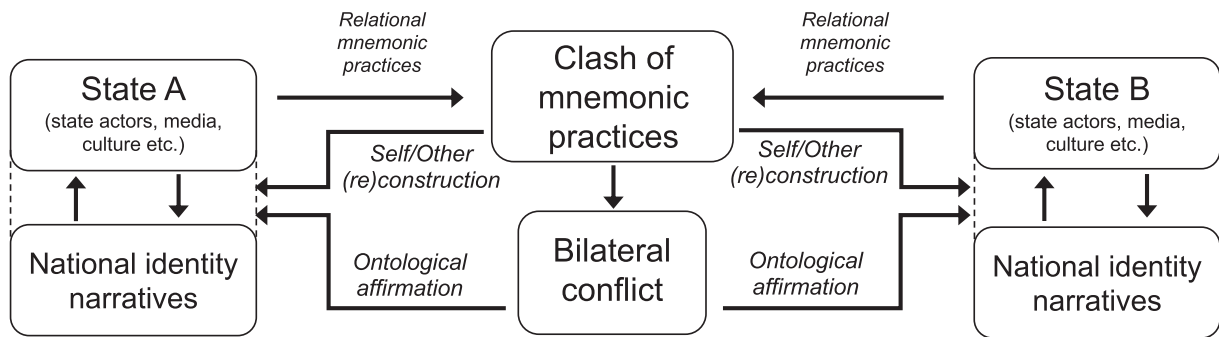 Relational
mnemonic
practices
State A
(state actors, media,
culture etc.)
Clash of
mnemonic
practices
Relational
mnemonic
practices
State B
(state actors, media,
culture etc.)
Self/Other
(re)construction
Self/Other
(re)construction
National identity
narratives
Ontological
affirmation
Bilateral
conflict
Ontological
affirmation
National identity
narratives